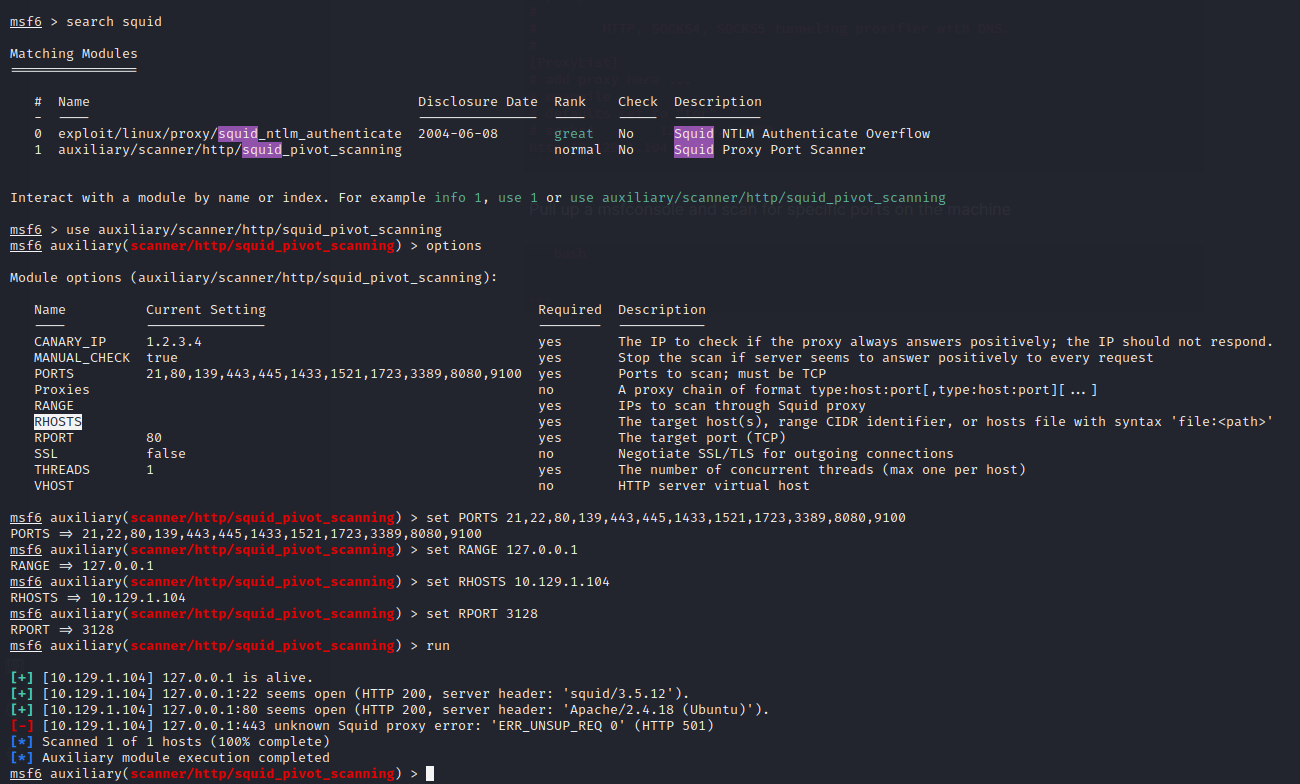 msf6 > search squid
Matching Modules
================
# Name Disclosure Date Rank Check Description
- ---- --------------- ---- ----- -----------
0 exploit/linux/proxy/squid_ntlm_authenticate 2004-06-08 great No Squid NTLM Authenticate Overflow
1 auxiliary/scanner/http/squid_pivot_scanning normal No Squid Proxy Port Scanner
Interact with a module by name or index. For example info 1, use 1 or use auxiliary/scanner/http/squid_pivot_scanning
Pull up a msfconsole and scan for specific ports on the machine
msf6 > use auxiliary/scanner/http/squid_pivot_scanning
msf6 auxiliary(scanner/http/squid_pivot_scanning) > options
Module options (auxiliary/scanner/http/squid_pivot_scanning):
Name Current Setting Required Description
---- --------------- -------- -----------
CANARY_IP 1.2.3.4 yes The IP to check if the proxy always answers positively; the IP should not respond.
MANUAL_CHECK true yes Stop the scan if server seems to answer positively to every request
PORTS 21,80,139,443,445,1433,1521,1723,3389,8080,9100 yes Ports to scan; must be TCP
Proxies no A proxy chain of format type:host:port[,type:host:port][...]
RANGE yes IPs to scan through Squid proxy
RHOSTS yes The target host(s), range CIDR identifier, or hosts file with syntax 'file:<path>'
RPORT 80 yes The target port (TCP)
SSL false no Negotiate SSL/TLS for outgoing connections
THREADS 1 yes The number of concurrent threads (max one per host)
VHOST no HTTP server virtual host
msf6 auxiliary(scanner/http/squid_pivot_scanning) > set PORTS 21,22,80,139,443,445,1433,1521,1723,3389,8080,9100
PORTS => 21,22,80,139,443,445,1433,1521,1723,3389,8080,9100
msf6 auxiliary(scanner/http/squid_pivot_scanning) > set RANGE 127.0.0.1
RANGE => 127.0.0.1
msf6 auxiliary(scanner/http/squid_pivot_scanning) > set RHOSTS 10.129.1.104
RHOSTS => 10.129.1.104
msf6 auxiliary(scanner/http/squid_pivot_scanning) > set RPORT 3128
RPORT => 3128
msf6 auxiliary(scanner/http/squid_pivot_scanning) > run
[+] [10.129.1.104] 127.0.0.1 is alive.
[+] [10.129.1.104] 127.0.0.1:22 seems open (HTTP 200, server header: 'squid/3.5.12').
[+] [10.129.1.104] 127.0.0.1:80 seems open (HTTP 200, server header: 'Apache/2.4.18 (Ubuntu)').
[-] [10.129.1.104] 127.0.0.1:443 unknown Squid proxy error: 'ERR_UNSUP_REQ 0' (HTTP 501)
[*] Scanned 1 of 1 hosts (100% complete)
[*] Auxiliary module execution completed
msf6 auxiliary(scanner/http/squid_pivot_scanning) >